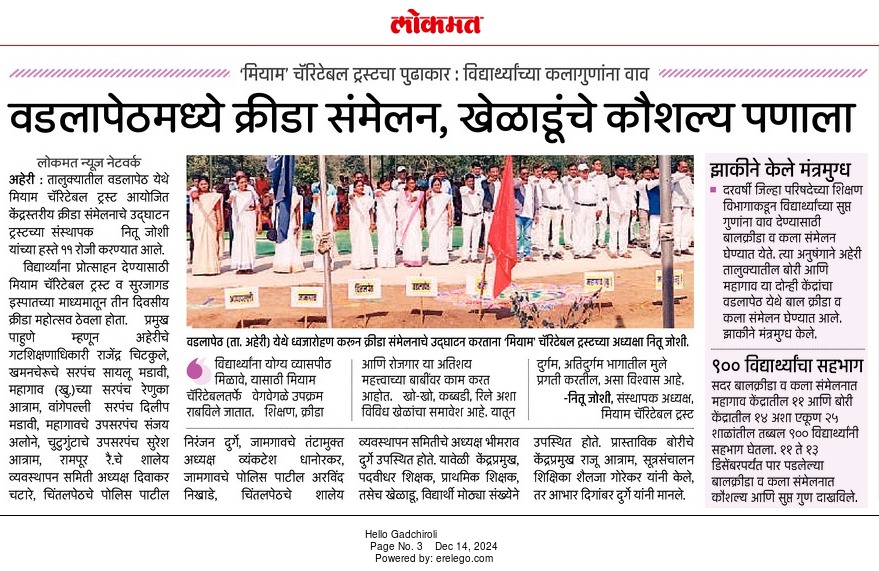 लोकमत
'मियाम' चॅरिटेबल ट्रस्टचा पुढाकार : विद्यार्थ्यांच्या कलागुणांना वाव
वडलापेठमध्ये क्रीडा संमेलन, खेळाडूंचे कौशल्य पणाला
लोकमत न्यूज नेटवर्क
अहेरी : तालुक्यातील वडलापेठ येथे
मियाम चॅरिटेबल ट्रस्ट आयोजित
केंद्रस्तरीय क्रीडा संमेलनाचे उद्घाटन
ट्रस्टच्या संस्थापक नितू जोशी
यांच्या हस्ते ११ रोजी करण्यात आले.
विद्यार्थ्यांना प्रोत्साहन देण्यासाठी
मियाम चॅरिटेबल ट्रस्ट व सुरजागड
इस्पातच्या माध्यमातून तीन दिवसीय
क्रीडा महोत्सव ठेवला होता. प्रमुख
पाहुणे म्हणून अहेरीचे
गटशिक्षणाधिकारी राजेंद्र चिटकुले,
खमनचेरूचे सरपंच सायलू मडावी,
महागाव (खु.)च्या सरपंच रेणुका
आत्राम, वांगेपल्ली सरपंच दिलीप
मडावी, महागावचे उपसरपंच संजय
अलोने, चुटुगुंटाचे उपसरपंच सुरेश
आत्राम, रामपूर रै.चे शालेय
व्यवस्थापन समिती अध्यक्ष दिवाकर
चटारे, चिंतलपेठचे पोलिस पाटील
आलापल्ली
वडलापेठ
वडलापेठ (ता. अहेरी) येथे ध्वजारोहण करून क्रीडा संमेलनाचे उद्घाटन करताना 'मियाम' चॅरिटेबल ट्रस्टच्या अध्यक्षा नितू जोशी.
विद्यार्थ्यांना योग्य व्यासपीठ
मिळावे, यासाठी मियाम
चॅरिटेबलतर्फे वेगवेगळे उपक्रम
राबविले जातात. शिक्षण, क्रीडा
आणि रोजगार या अतिशय
महत्त्वाच्या बाबींवर काम करत
आहोत. खो-खो, कबड्डी, रिले अशा
विविध खेळांचा समावेश आहे. यातून
दुर्गम, अतिदुर्गम भागातील मुले
प्रगती करतील, असा विश्वास आहे.
-नितू जोशी, संस्थापक अध्यक्ष,
मियाम चॅरिटेबल ट्रस्ट
निरंजन दुर्गे, जामगावचे तंटामुक्त
अध्यक्ष व्यंकटेश धानोरकर,
जामगावचे पोलिस पाटील अरविंद
निखाडे, चिंतलपेठचे शालेय
व्यवस्थापन समितीचे अध्यक्ष भीमराव
दुर्गे उपस्थित होते. यावेळी केंद्रप्रमुख,
पदवीधर शिक्षक, प्राथमिक शिक्षक,
तसेच खेळाडू, विद्यार्थी मोठ्या संख्येने
उपस्थित होते. प्रास्ताविक बोरीचे
केंद्रप्रमुख राजू आत्राम, सूत्रसंचालन
शिक्षिका शैलजा गोरेकर यांनी केले,
तर आभार दिगांबर दुर्गे यांनी मानले.
झाकीने केले मंत्रमुग्ध
दरवर्षी जिल्हा परिषदेच्या शिक्षण
विभागाकडून विद्यार्थ्यांच्या सुप्त
गुणांना वाव देण्यासाठी
बालक्रीडा व कला संमेलन
घेण्यात येते. त्या अनुषंगाने अहेरी
तालुक्यातील बोरी आणि
महागाव या दोन्ही केंद्रांचा
वडलापेठ येथे बाल क्रीडा व
कला संमेलन घेण्यात आले.
झाकीने मंत्रमुग्ध केले.
९०० विद्यार्थ्यांचा सहभाग
सदर बालक्रीडा व कला संमेलनात
महागाव केंद्रातील ११ आणि बोरी
केंद्रातील १४ अशा एकूण २५
शाळांतील तब्बल ९०० विद्यार्थ्यांनी
सहभाग घेतला. ११ ते १३
डिसेंबरपर्यंत पार पडलेल्या
बालक्रीडा व कला संमेलनात
कौशल्य आणि सुप्त गुण दाखविले.
Hello Gadchiroli
Page No. 3 Dec 14, 2024
Powered by: erelego.com